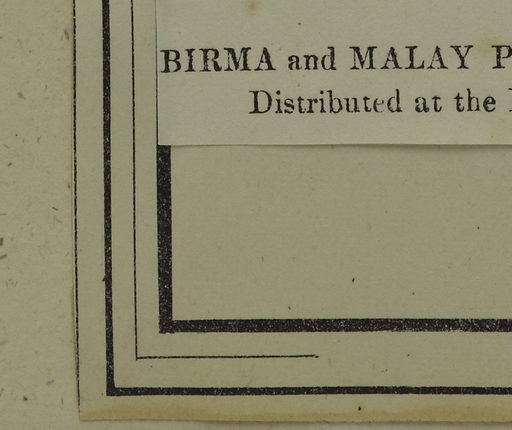 BIRMA and MALAY P
Distributed at the